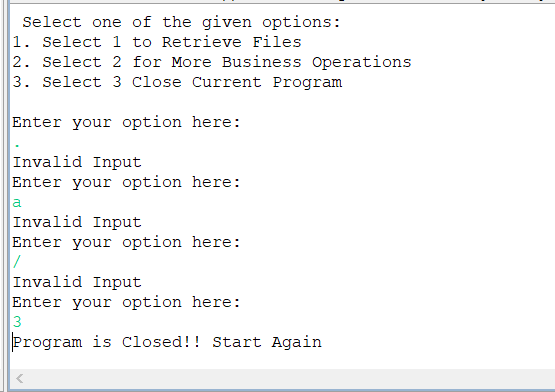 Select one of the given options:
1. Select 1 to Retrieve Files
2. Select 2 for More Business Operations
3. Select 3 Close Current Program
Enter your option here:
.
Invalid Input
Enter your option here:
a
Invalid Input
Enter your option here:
/
Invalid Input
Enter your option here:
3
Program is Closed!! Start Again